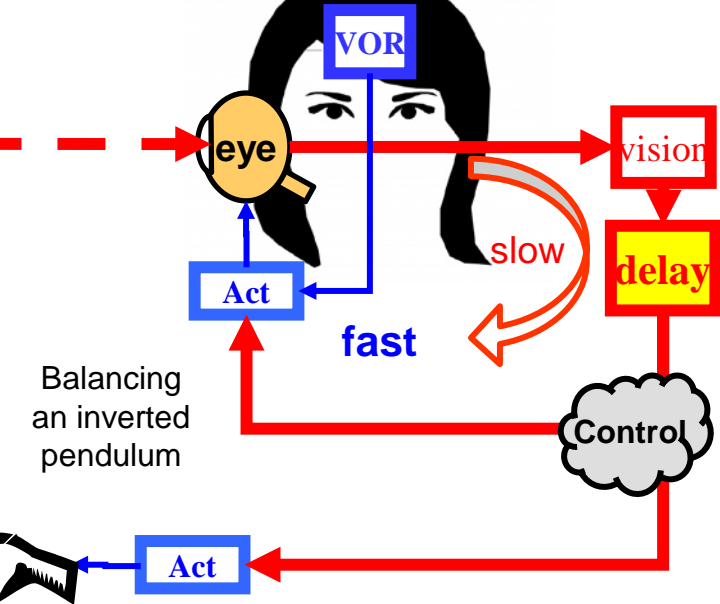 VOR
eye
vision
slow
delay
Act
fast
Balancing
an inverted
pendulum
Control
Act